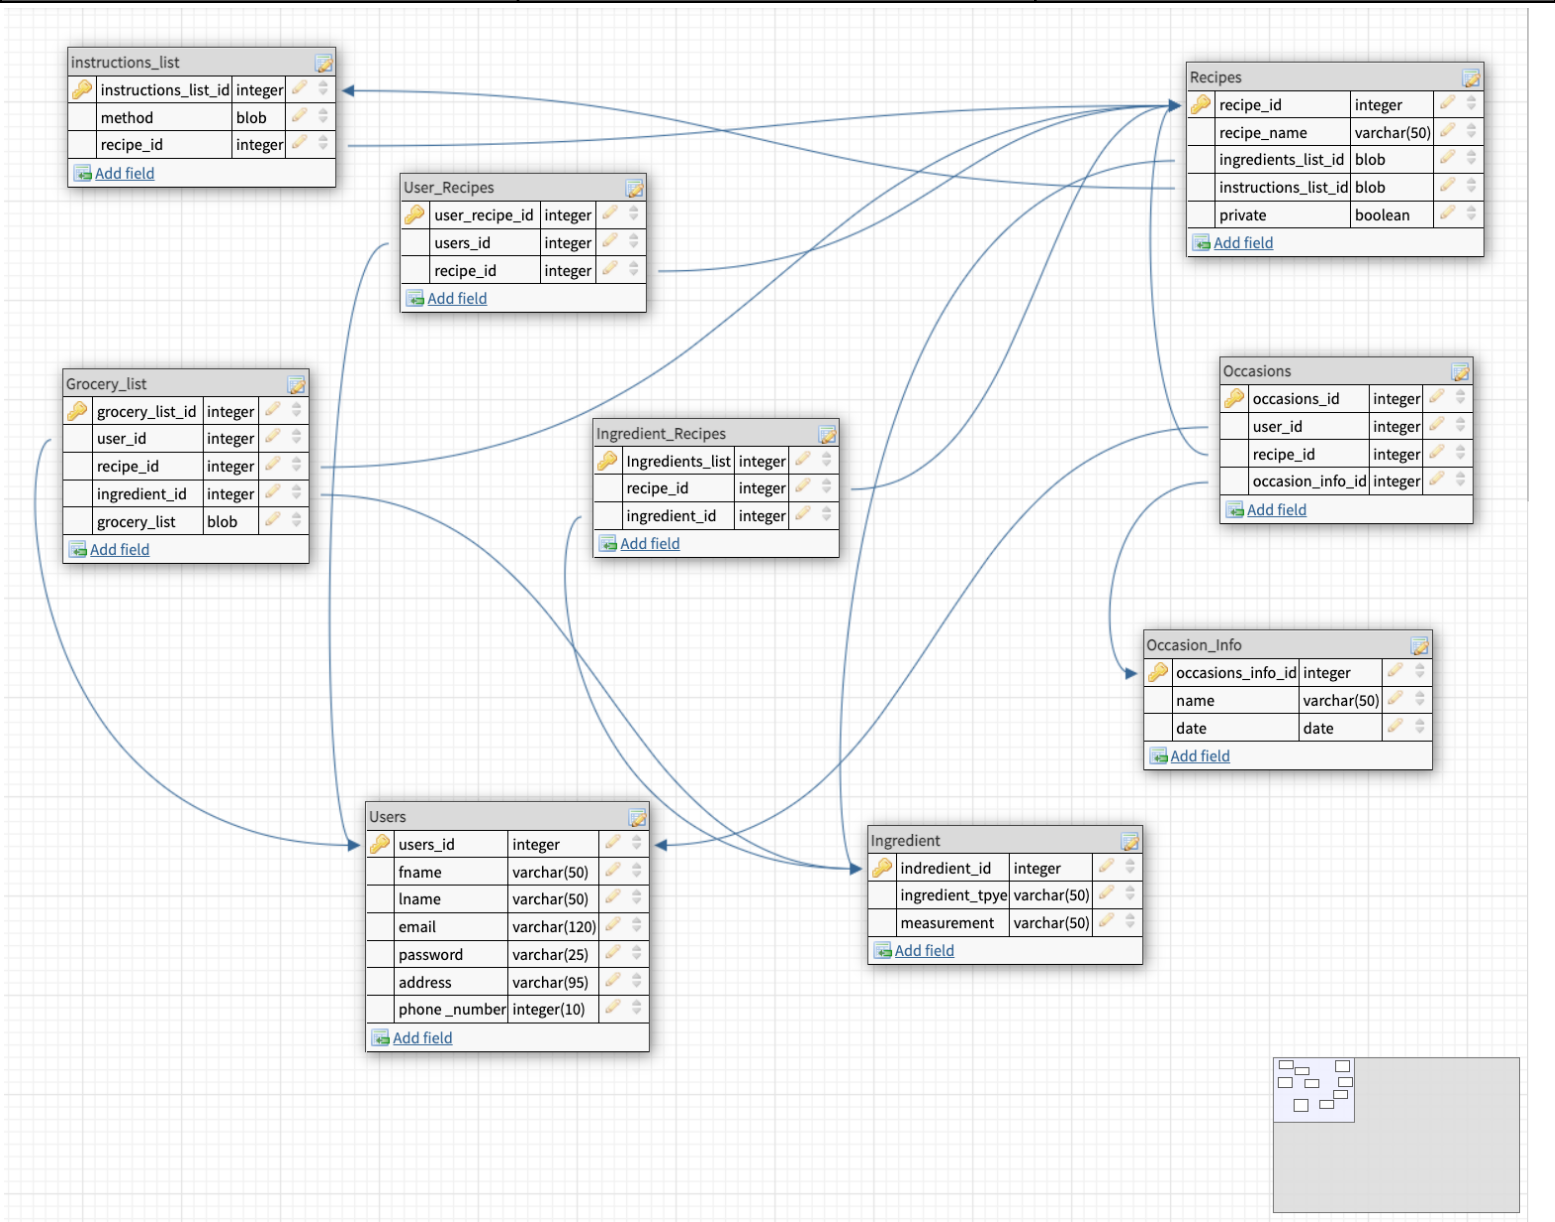 instructions_list
instructions_list_id integer
method blob
recipe_id integer
Add field
Recipes
recipe_id integer
recipe_name varchar(50)
ingredients_list_id blob
instructions_list_id blob
private boolean
Add field
User_Recipes
user_recipe_id integer
users_id integer
recipe_id integer
Add field
Grocery_list
grocery_list_id integer
user_id integer
recipe_id integer
ingredient_id integer
grocery_list blob
Add field
Ingredient_Recipes
Ingredients_list integer
recipe_id integer
ingredient_id integer
Add field
Occasions
occasions_id integer
user_id integer
recipe_id integer
occasion_info_id integer
Add field
Occasion_Info
occasions_info_id integer
name varchar(50)
date date
Add field
Users
users_id integer
fname varchar(50)
lname varchar(50)
email varchar(120)
password varchar(25)
address varchar(95)
phone _number integer(10)
Add field
Ingredient
indredient_id integer
ingredient_tpye varchar(50)
measurement varchar(50)
Add field